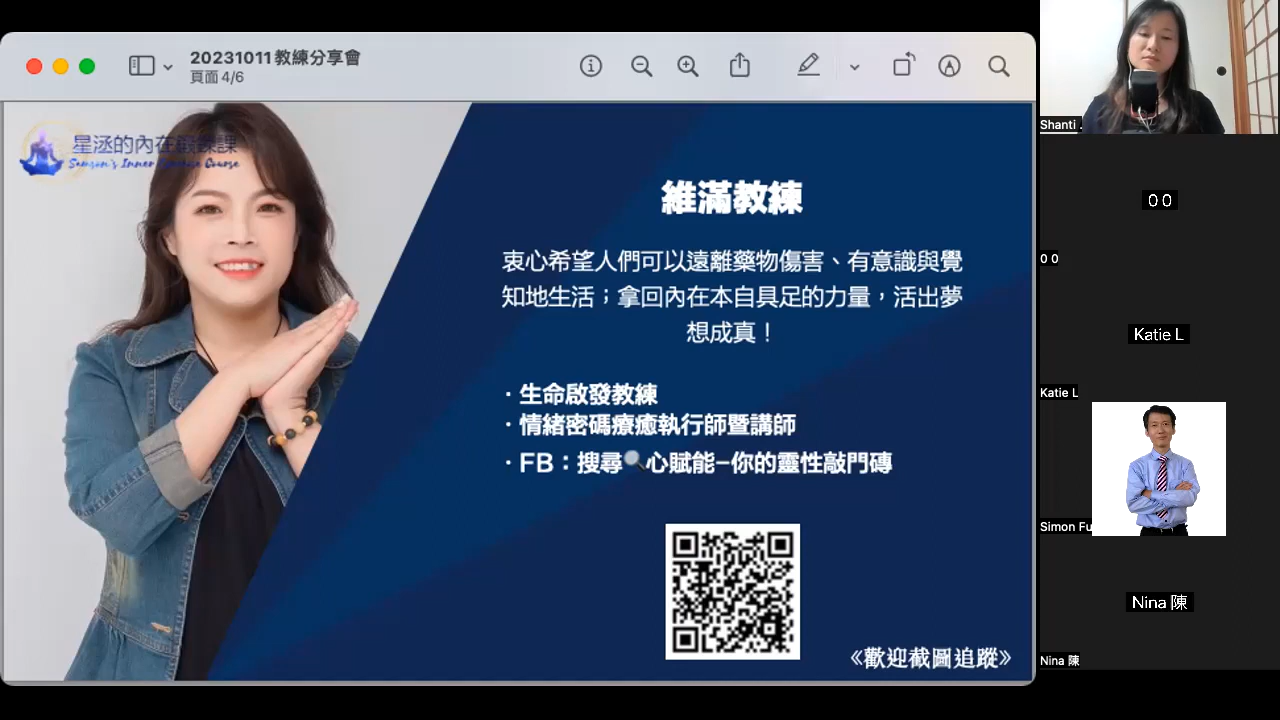 20231011教練分享會
頁面 4/6
星丞的內在
維滿教練
衷心希望人們可以遠離藥物傷害、有意識與覺
知地生活；拿回內在本自具足的力量，活出夢
想成真！
· 生命啟發教練
· 情緒密碼療癒執行師暨講師
· FB：搜尋🔍心賦能–你的靈性敲門磚
《歡迎截圖追蹤》
Shanti
0 0
0 0
Katie L
Katie L
Simon Fu
Nina 陳
Nina 陳